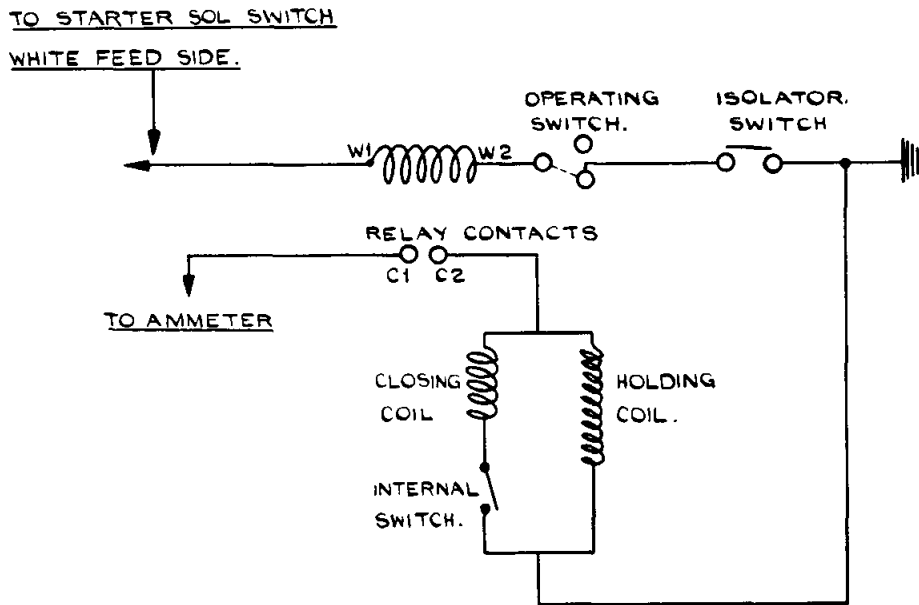 TO STARTER SOL SWITCH
WHITE FEED SIDE.
OPERATING
SWITCH.
ISOLATOR.
SWITCH
W1
W2
RELAY CONTACTS
C1 C2
TO AMMETER
CLOSING
COIL
HOLDING
COIL.
INTERNAL
SWITCH.